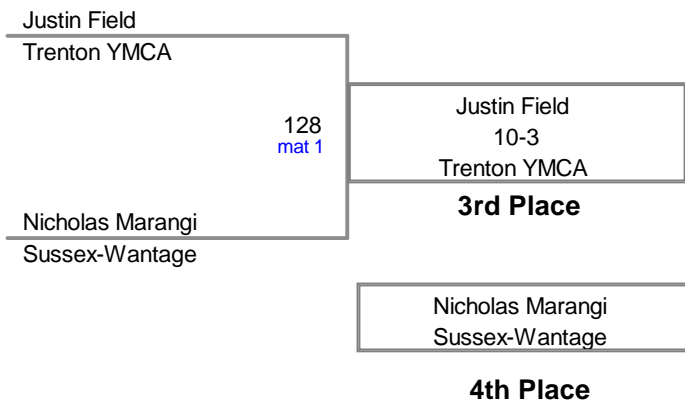 Justin Field
Trenton YMCA
128
mat 1
Justin Field
10-3
Trenton YMCA
3rd Place
Nicholas Marangi
Sussex-Wantage
Nicholas Marangi
Sussex-Wantage
4th Place